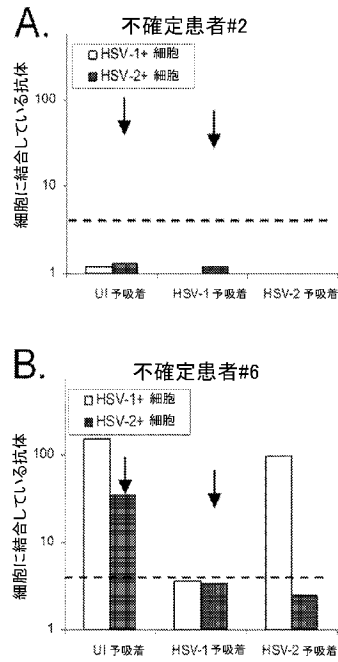 A.
不確定患者#2
HSV-1+ 細胞
HSV-2+ 細胞
細胞に結合している抗体
100
10
1
UI 予吸着
HSV-1 予吸着
HSV-2 予吸着
B.
不確定患者#6
HSV-1+ 細胞
HSV-2+ 細胞
細胞に結合している抗体
100
10
1
UI 予吸着
HSV-1 予吸着
HSV-2 予吸着